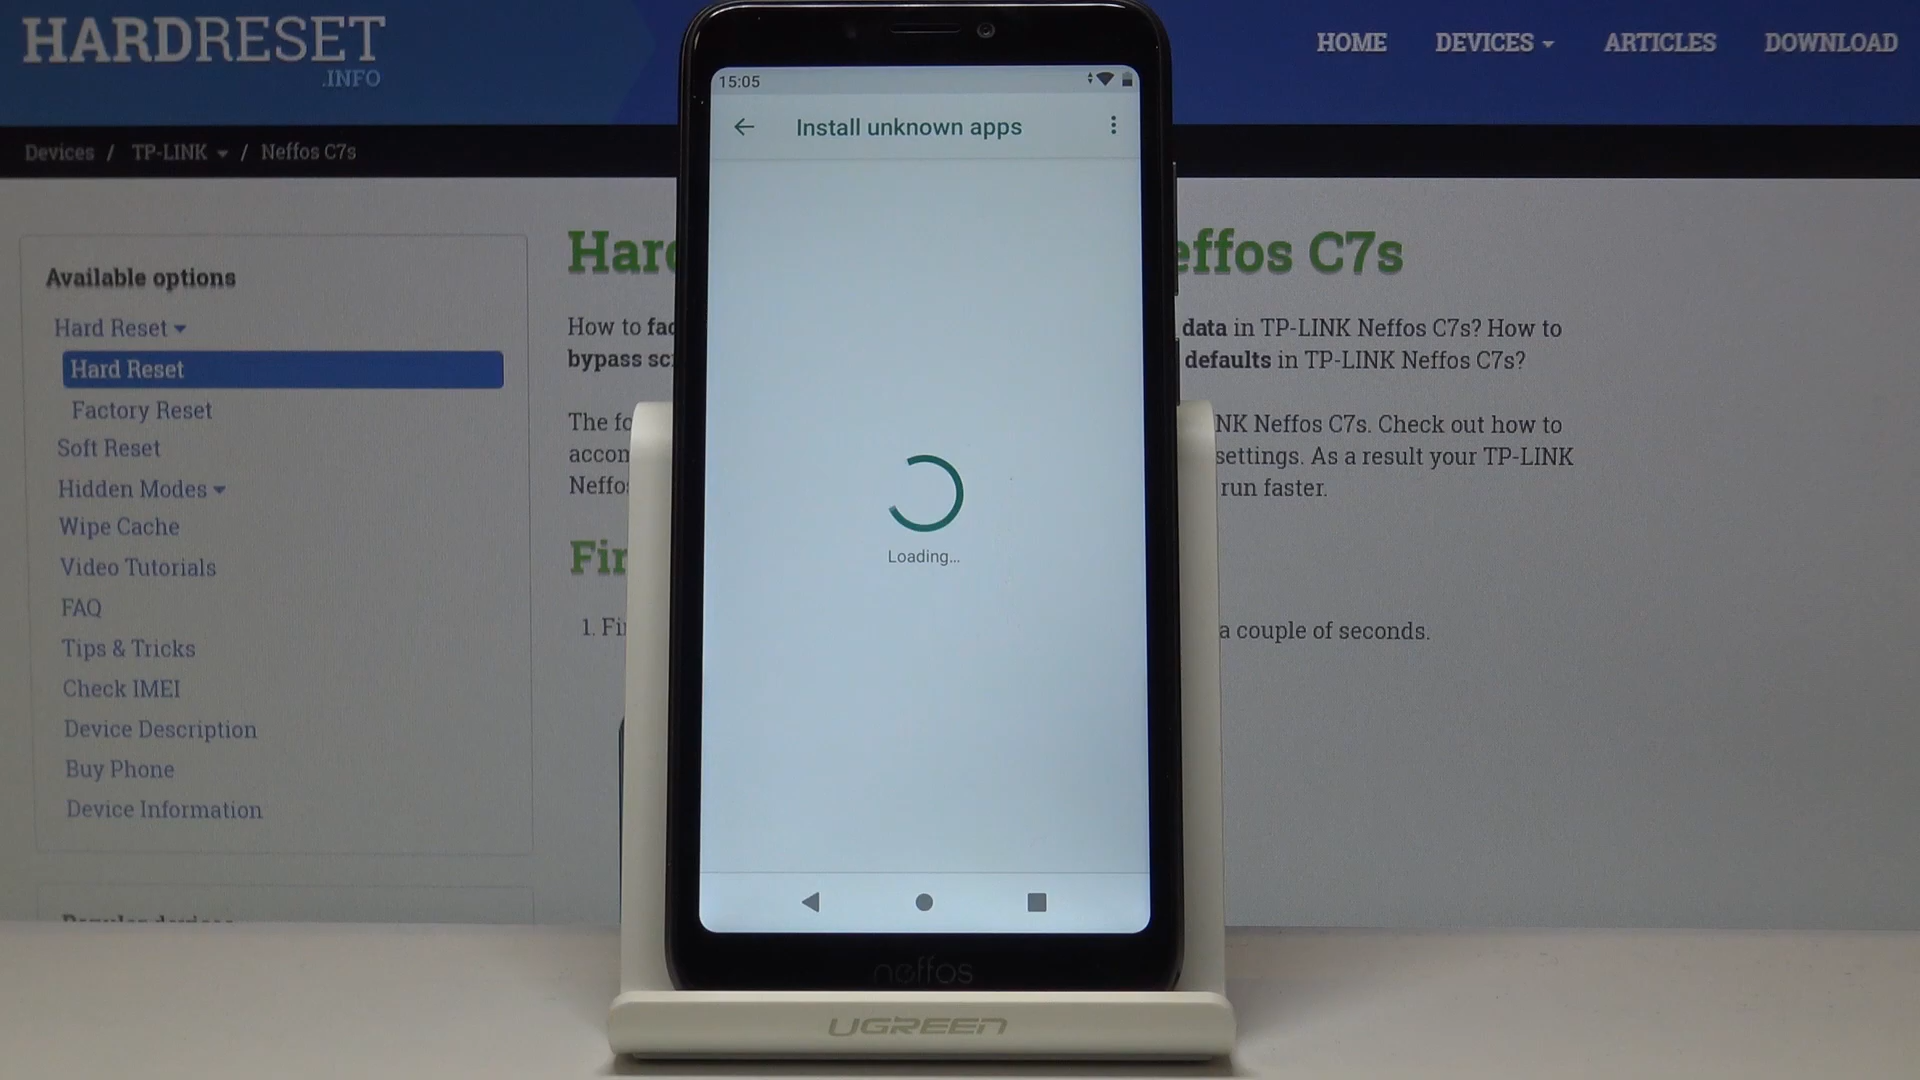 HARDRESET
.INFO
HOME DEVICES ARTICLES DOWNLOAD
Devices / TP-LINK / Neffos C7s
15:05
Install unknown apps
Loading...
Available options
Hard Reset
Hard Reset
Factory Reset
Soft Reset
Hidden Modes
Wipe Cache
Video Tutorials
FAQ
Tips & Tricks
Check IMEI
Device Description
Buy Phone
Device Information
Hard effos C7s
How to fac data in TP-LINK Neffos C7s? How to
bypass sc defaults in TP-LINK Neffos C7s?
The fo NK Neffos C7s. Check out how to
accom settings. As a result your TP-LINK
Neffos run faster.
Fir
1. Fi a couple of seconds.
neffos
UGREEN